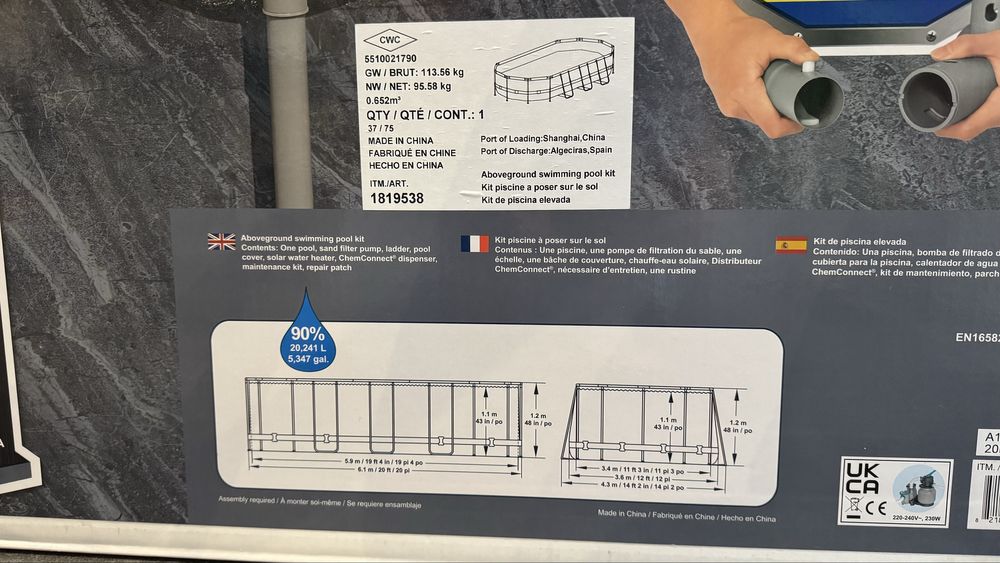 CWC
5510021790
GW / BRUT: 113.56 kg
NW / NET: 95.58 kg
0.652m³
QTY / QTÉ / CONT.: 1
37 / 75
MADE IN CHINA
FABRIQUÉ EN CHINE
HECHO EN CHINA
ITM./ART.
1819538
Port of Loading:Shanghai,China
Port of Discharge:Algeciras,Spain
Aboveground swimming pool kit
Kit piscine a poser sur le sol
Kit de piscina elevada
Aboveground swimming pool kit
Contents: One pool, sand filter pump, ladder, pool
cover, solar water heater, ChemConnect® dispenser,
maintenance kit, repair patch
Kit piscine à poser sur le sol
Contenus : Une piscine, une pompe de filtration du sable, une
échelle, une bâche de couverture, chauffe-eau solaire, Distributeur
ChemConnect®, nécessaire d'entretien, une rustine
Kit de piscina elevada
Contenido: Una piscina, bomba de filtrado d
cubierta para la piscina, calentador de agua
ChemConnect®, kit de mantenimiento, parch
90%
20,241 L
5,347 gal.
EN1658
1.1 m
43 in / po
1.2 m
48 in / po
5.9 m / 19 ft 4 in / 19 pi 4 po
6.1 m / 20 ft / 20 pi
1.1 m
43 in / po
1.2 m
48 in / po
3.4 m / 11 ft 3 in / 11 pi 3 po
3.6 m / 12 ft / 12 pi
4.3 m / 14 ft 2 in / 14 pi 2 po
Assembly required / À monter soi-même / Se requiere ensamblaje
Made in China / Fabriqué en Chine / Hecho en China
UK
CA
CE
220-240V~, 230W
A1
20
ITM./
8 21
A